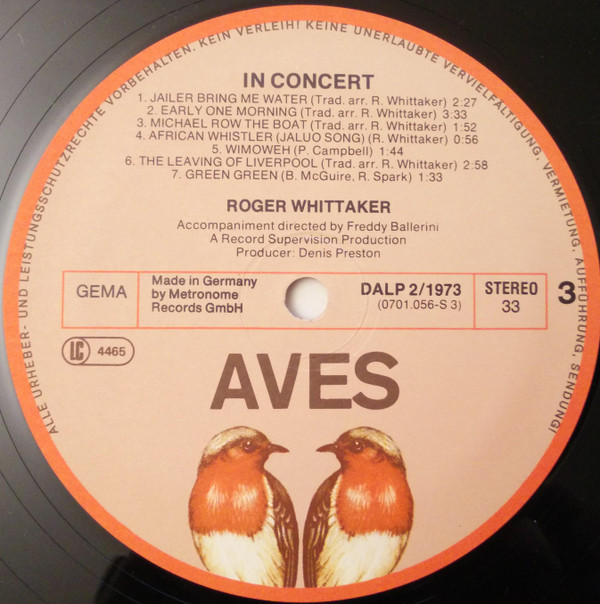 ALLE URHEBER- UND LEISTUNGSSCHUTZRECHTE VORBEHALTEN. KEIN VERLEIH! KEINE UNERLAUBTE VERVIELFÄLTIGUNG, VERMIETUNG, AUFFÜHRUNG, SENDUNG!
IN CONCERT
1. JAILER BRING ME WATER (Trad. arr. R. Whittaker) 2:27
2. EARLY ONE MORNING (Trad. arr. R. Whittaker) 3:33
3. MICHAEL ROW THE BOAT (Trad. arr. R. Whittaker) 1:52
4. AFRICAN WHISTLER (JALUO SONG) (R. Whittaker) 0:56
5. WIMOWEH (P. Campbell) 1:44
6. THE LEAVING OF LIVERPOOL (Trad. arr. R. Whittaker) 2:58
7. GREEN GREEN (B. McGuire, R. Spark) 1:33
ROGER WHITTAKER
Accompaniment directed by Freddy Ballerini
A Record Supervision Production
Producer: Denis Preston
GEMA
Made in Germany
by Metronome
Records GmbH
DALP 2/1973
(0701.056-S 3)
STEREO
33
3
LC 4465
AVES